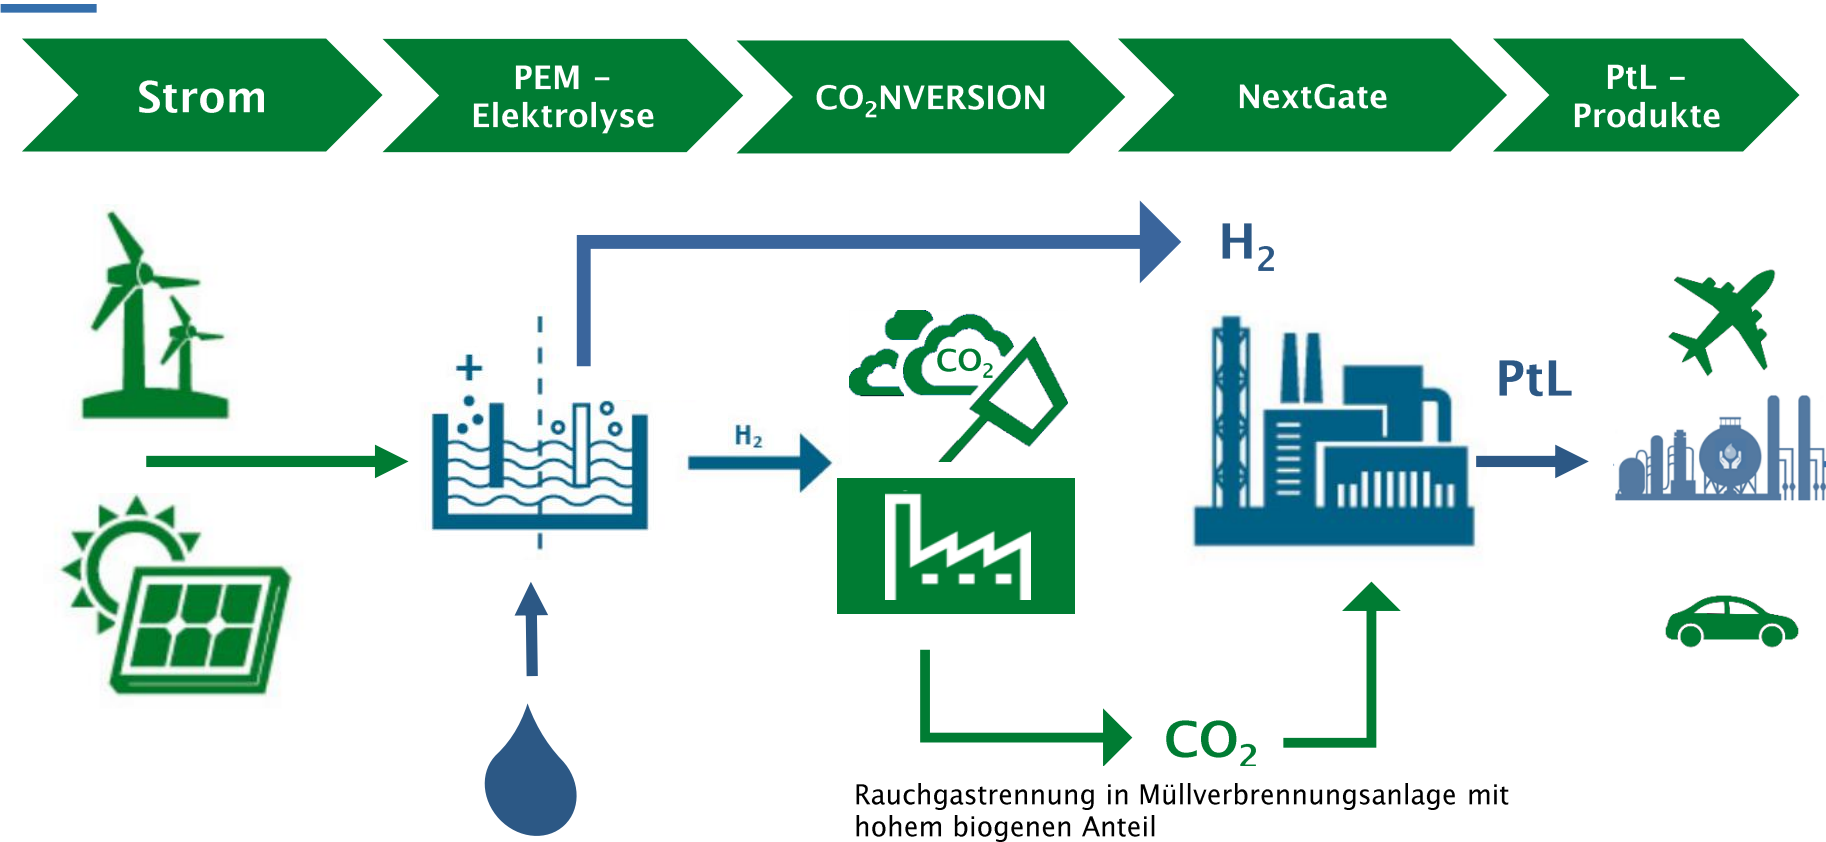 Strom
PEM –
Elektrolyse
CO₂NVERSION
NextGate
PtL –
Produkte
H₂
+
CO₂
PtL
H₂
CO₂
Rauchgastrennung in Müllverbrennungsanlage mit
hohem biogenen Anteil